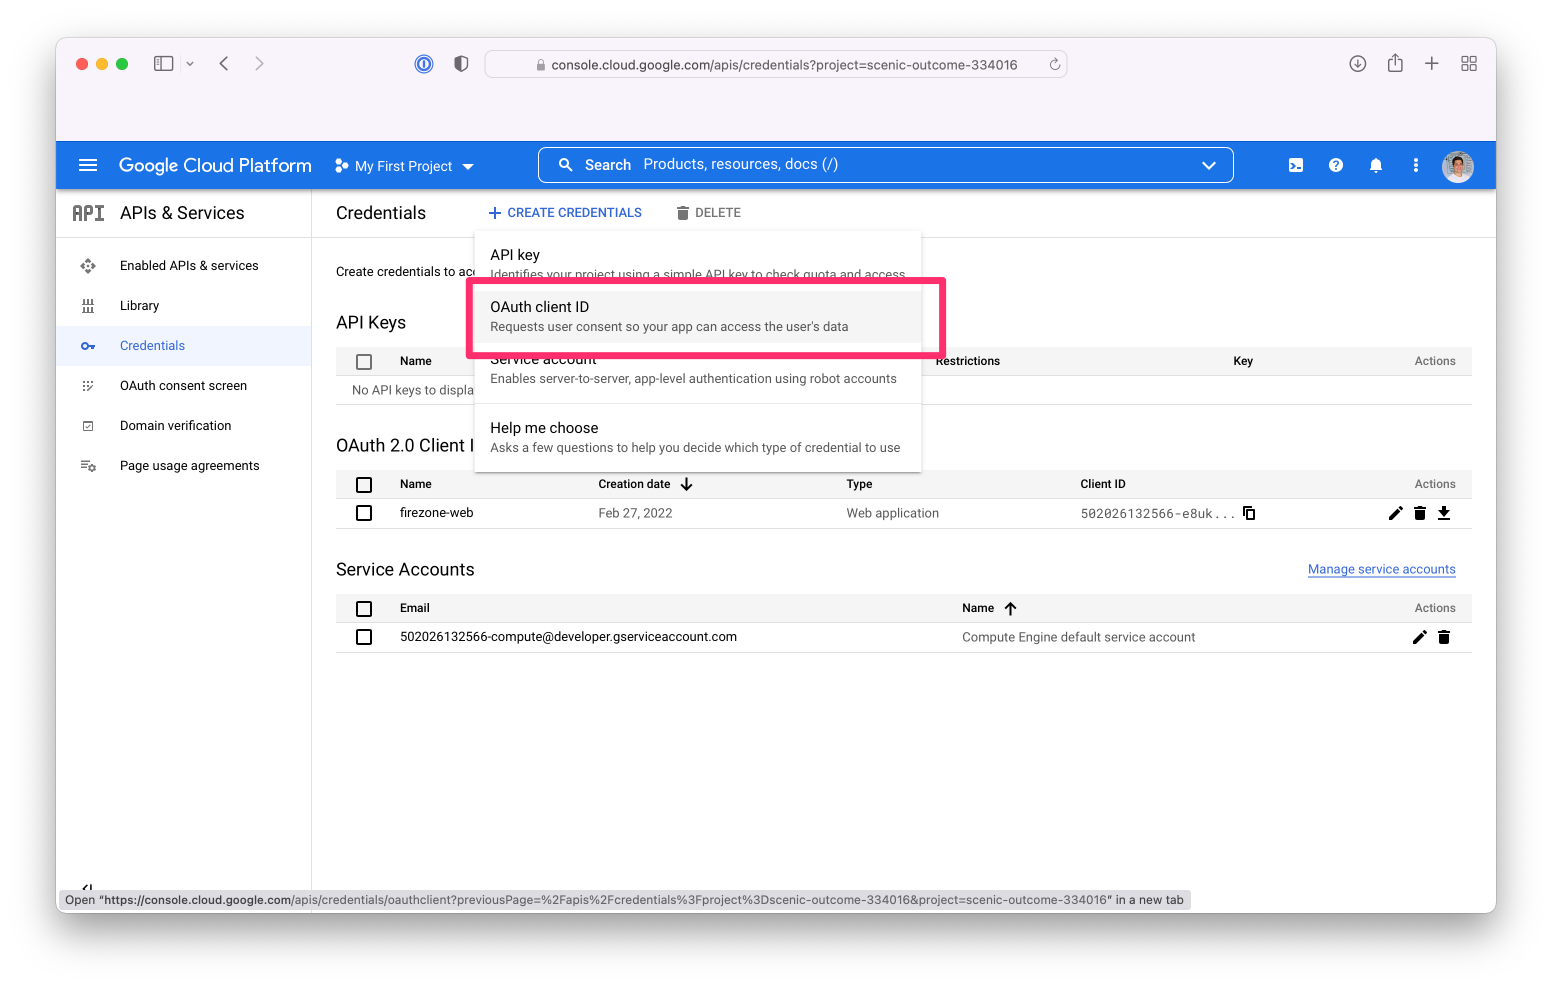 console.cloud.google.com/apis/credentials?project=scenic-outcome-334016
Google Cloud Platform
My First Project
Search Products, resources, docs (/)
API APIs & Services
Credentials
CREATE CREDENTIALS
DELETE
Enabled APIs & services
Library
Credentials
OAuth consent screen
Domain verification
Page usage agreements
Create credentials to acc
API key
Identifies your project using a simple API key to check quota and access
OAuth client ID
Requests user consent so your app can access the user's data
Service account
Enables server-to-server, app-level authentication using robot accounts
Help me choose
Asks a few questions to help you decide which type of credential to use
API Keys
Name Restrictions Key Actions
No API keys to displa
OAuth 2.0 Client I
Name Creation date Type Client ID Actions
firezone-web Feb 27, 2022 Web application 502026132566-e8uk...
Service Accounts
Manage service accounts
Email Name Actions
502026132566-compute@developer.gserviceaccount.com Compute Engine default service account
Open "https://console.cloud.google.com/apis/credentials/oauthclient?previousPage=%2Fapis%2Fcredentials%3Fproject%3Dscenic-outcome-334016&project=scenic-outcome-334016" in a new tab